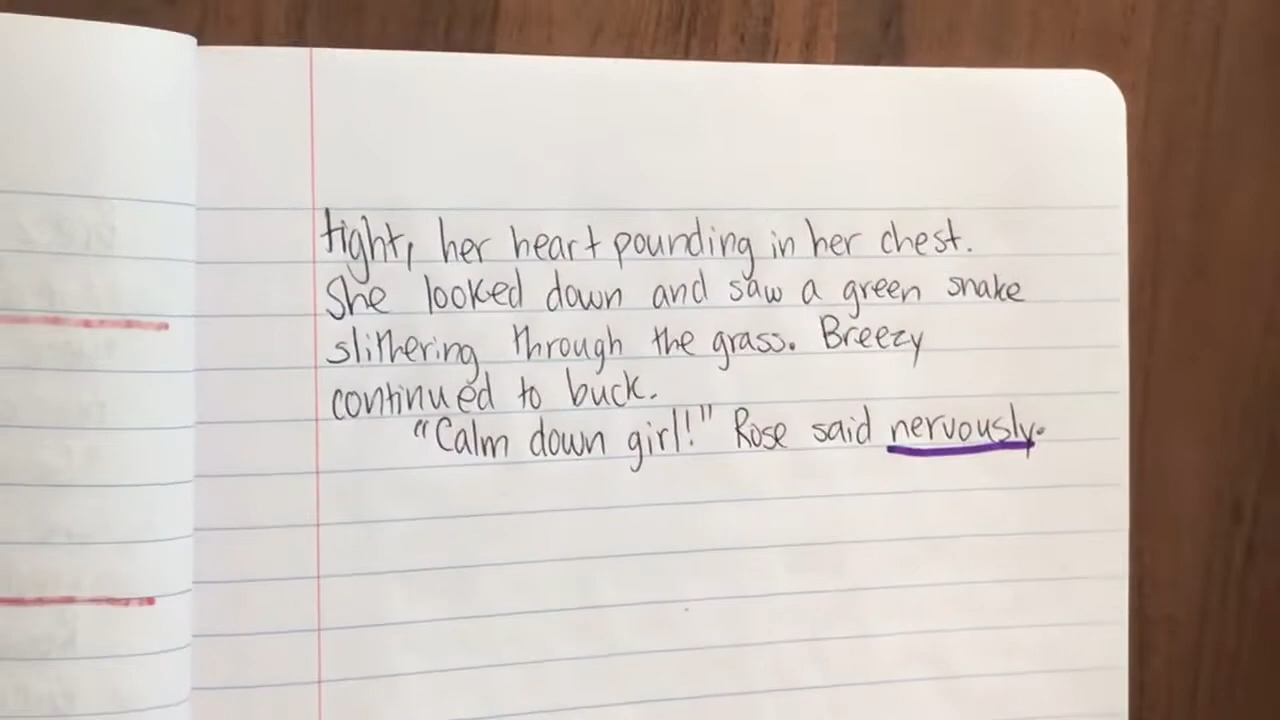 tight, her heart pounding in her chest.
She looked down and saw a green snake
slithering through the grass. Breezy
continued to buck.
"Calm down girl!" Rose said nervously.